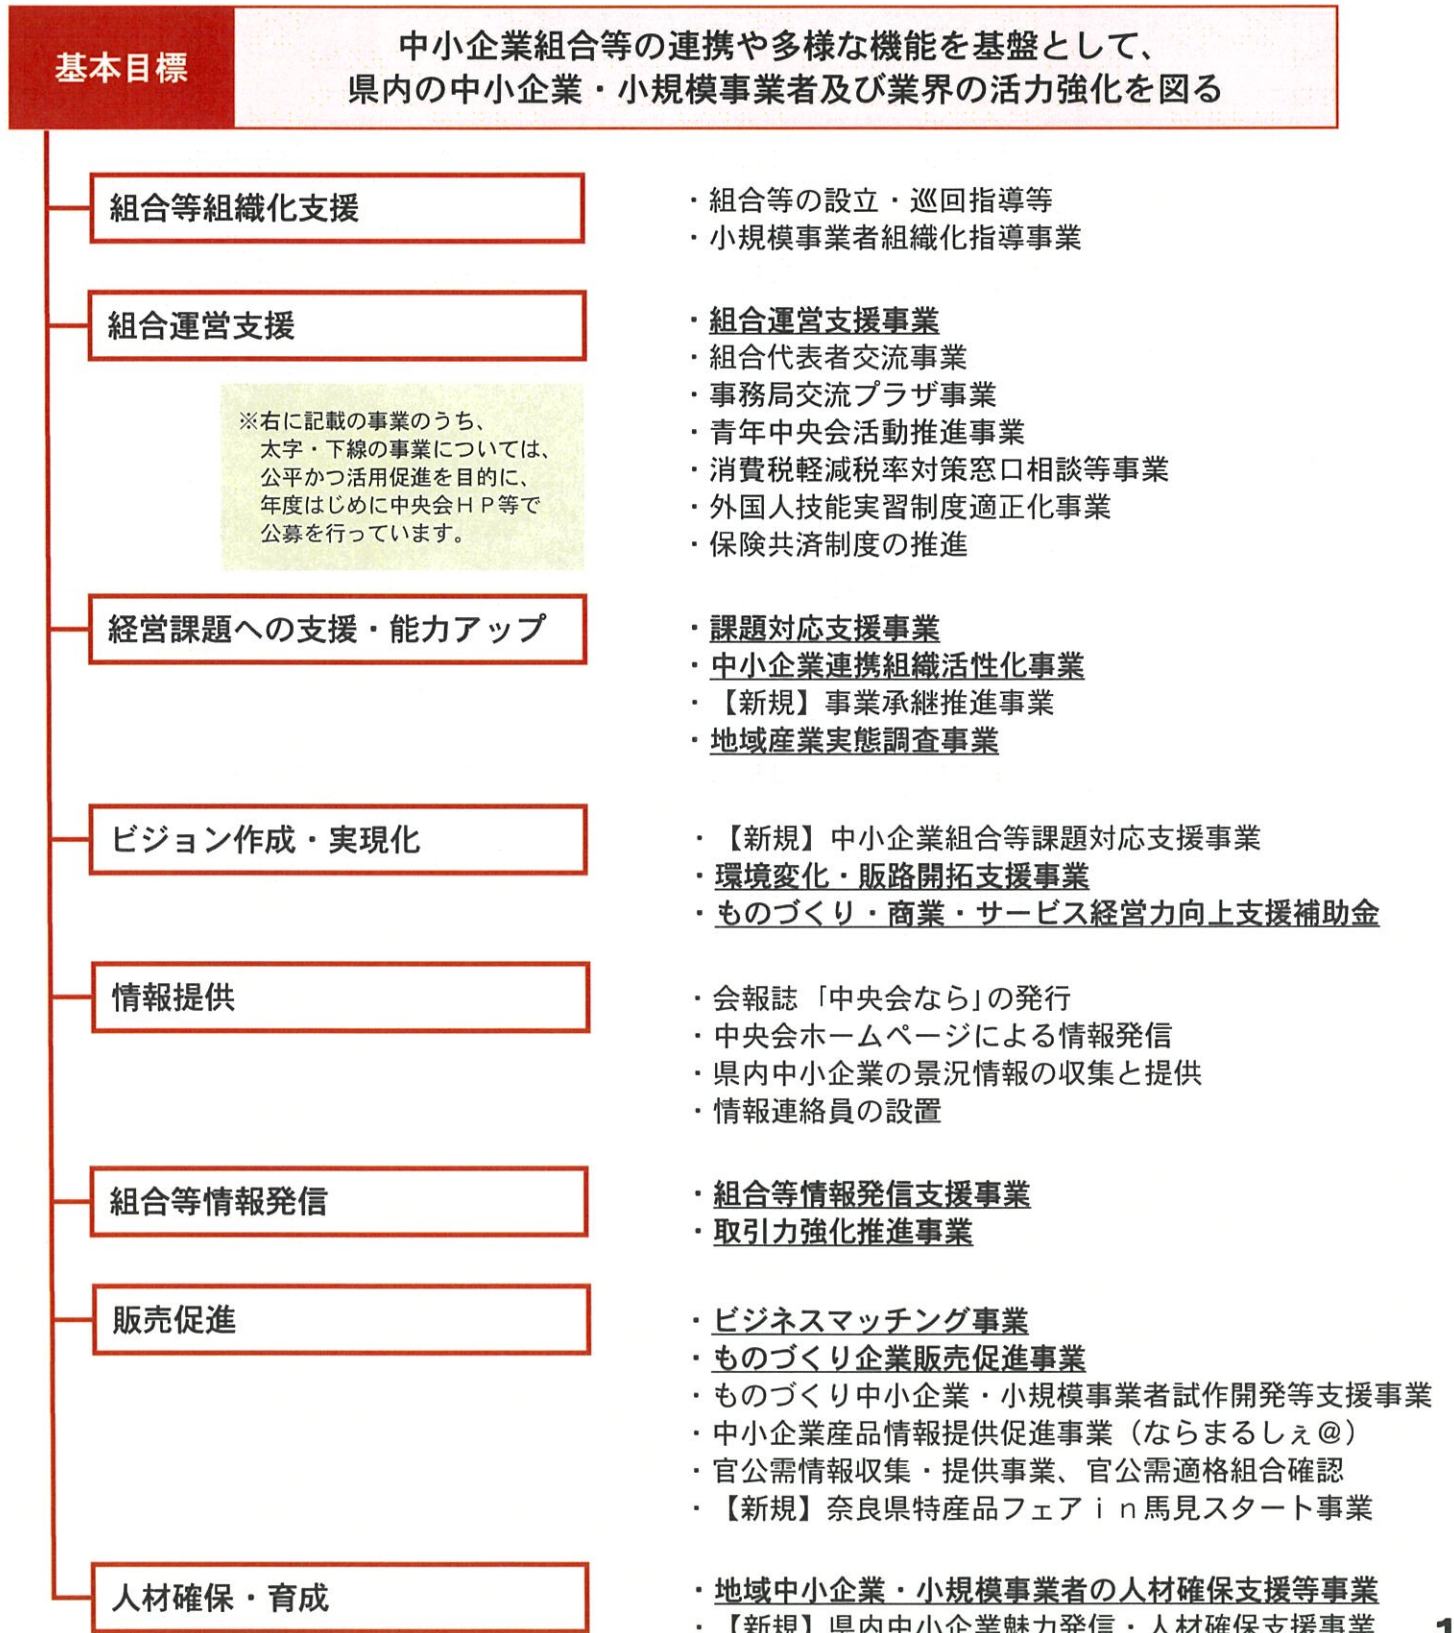 基本目標
中小企業組合等の連携や多様な機能を基盤として、
県内の中小企業・小規模事業者及び業界の活力強化を図る
組合等組織化支援
・組合等の設立・巡回指導等
・小規模事業者組織化指導事業
組合運営支援
※右に記載の事業のうち、
太字・下線の事業については、
公平かつ活用促進を目的に、
年度はじめに中央会ＨＰ等で
公募を行っています。
・組合運営支援事業
・組合代表者交流事業
・事務局交流プラザ事業
・青年中央会活動推進事業
・消費税軽減税率対策窓口相談等事業
・外国人技能実習制度適正化事業
・保険共済制度の推進
経営課題への支援・能力アップ
・課題対応支援事業
・中小企業連携組織活性化事業
・【新規】事業承継推進事業
・地域産業実態調査事業
ビジョン作成・実現化
・【新規】中小企業組合等課題対応支援事業
・環境変化・販路開拓支援事業
・ものづくり・商業・サービス経営力向上支援補助金
情報提供
・会報誌「中央会なら」の発行
・中央会ホームページによる情報発信
・県内中小企業の景況情報の収集と提供
・情報連絡員の設置
組合等情報発信
・組合等情報発信支援事業
・取引力強化推進事業
販売促進
・ビジネスマッチング事業
・ものづくり企業販売促進事業
・ものづくり中小企業・小規模事業者試作開発等支援事業
・中小企業産品情報提供促進事業（ならまるしぇ＠）
・官公需情報収集・提供事業、官公需適格組合確認
・【新規】奈良県特産品フェアｉｎ馬見スタート事業
人材確保・育成
・地域中小企業・小規模事業者の人材確保支援等事業
・【新規】県内中小企業魅力発信・人材確保支援事業